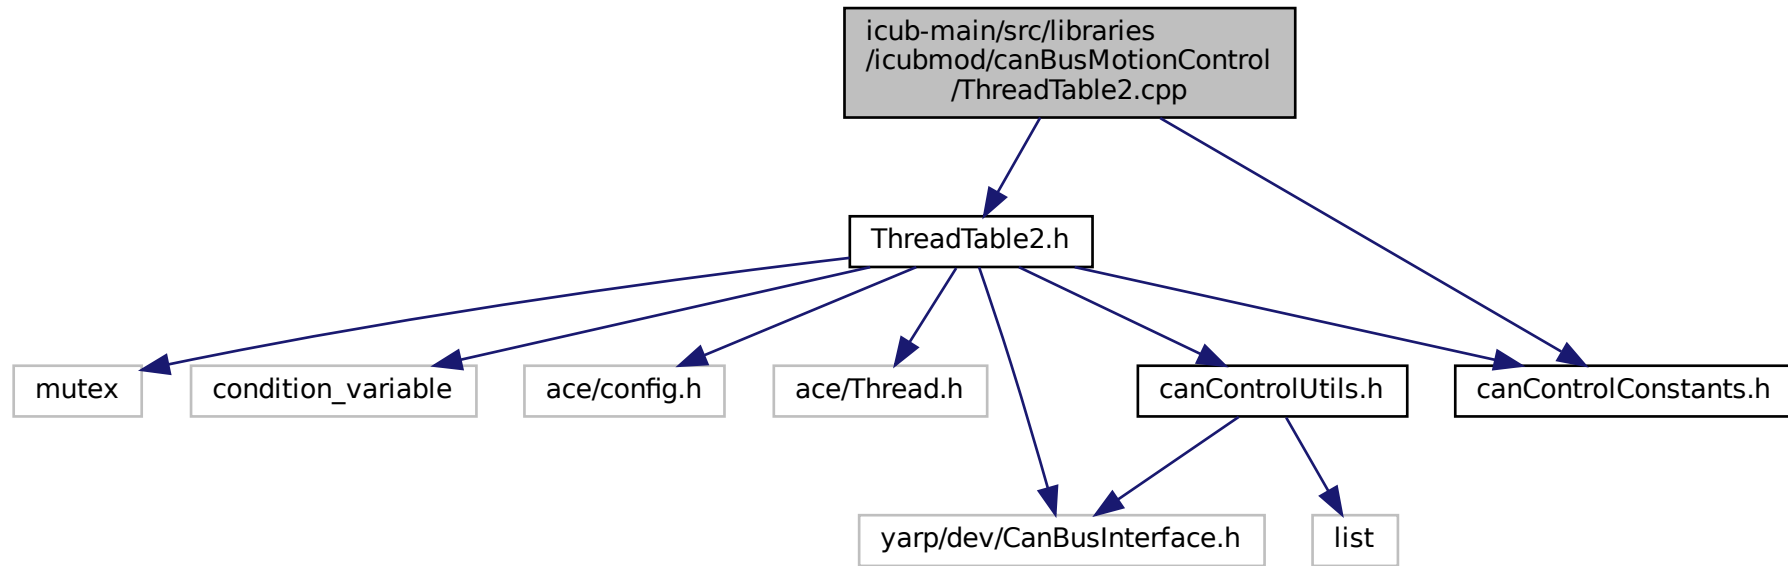 icub-main/src/libraries
/icubmod/canBusMotionControl
/ThreadTable2.cpp
ThreadTable2.h
mutex
condition_variable
ace/config.h
ace/Thread.h
canControlUtils.h
canControlConstants.h
yarp/dev/CanBusInterface.h
list